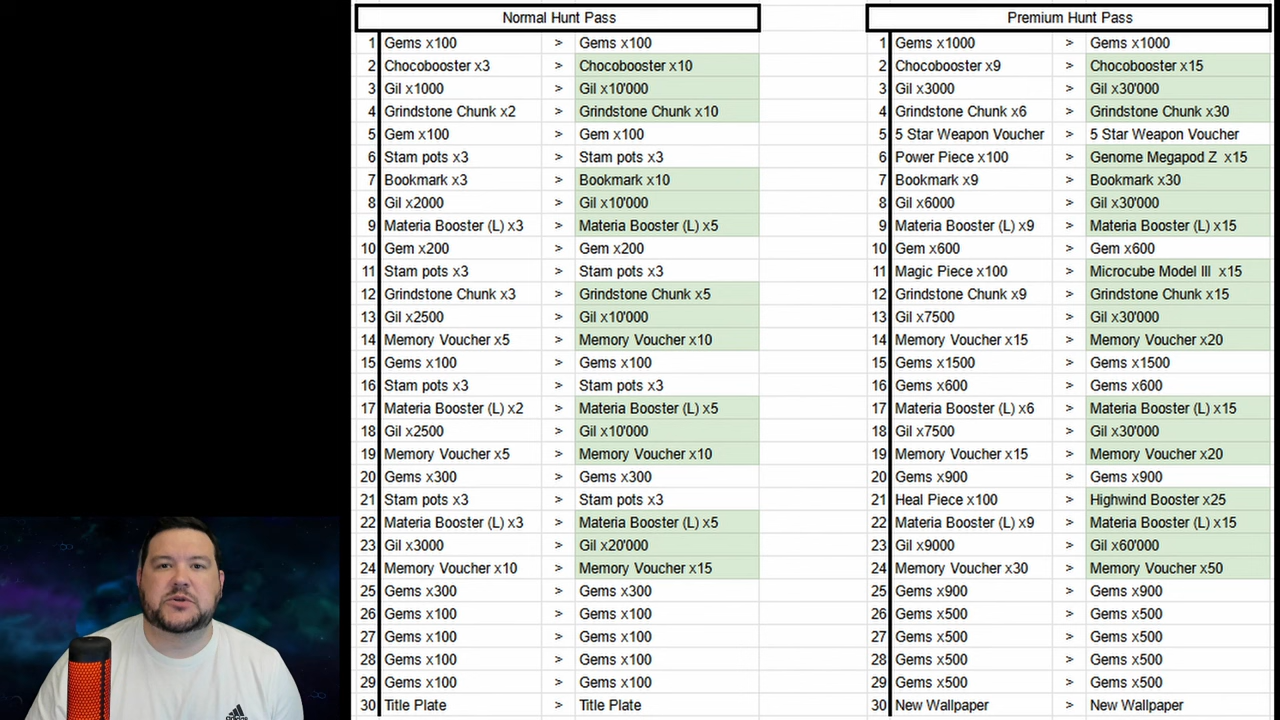 Normal Hunt Pass
1 Gems x100 > Gems x100
2 Chocobooster x3 > Chocobooster x10
3 Gil x1000 > Gil x10'000
4 Grindstone Chunk x2 > Grindstone Chunk x10
5 Gem x100 > Gem x100
6 Stam pots x3 > Stam pots x3
7 Bookmark x3 > Bookmark x10
8 Gil x2000 > Gil x10'000
9 Materia Booster (L) x3 > Materia Booster (L) x5
10 Gem x200 > Gem x200
11 Stam pots x3 > Stam pots x3
12 Grindstone Chunk x3 > Grindstone Chunk x5
13 Gil x2500 > Gil x10'000
14 Memory Voucher x5 > Memory Voucher x10
15 Gems x100 > Gems x100
16 Stam pots x3 > Stam pots x3
17 Materia Booster (L) x2 > Materia Booster (L) x5
18 Gil x2500 > Gil x10'000
19 Memory Voucher x5 > Memory Voucher x10
20 Gems x300 > Gems x300
21 Stam pots x3 > Stam pots x3
22 Materia Booster (L) x3 > Materia Booster (L) x5
23 Gil x3000 > Gil x20'000
24 Memory Voucher x10 > Memory Voucher x15
25 Gems x300 > Gems x300
26 Gems x100 > Gems x100
27 Gems x100 > Gems x100
28 Gems x100 > Gems x100
29 Gems x100 > Gems x100
30 Title Plate > Title Plate
Premium Hunt Pass
1 Gems x1000 > Gems x1000
2 Chocobooster x9 > Chocobooster x15
3 Gil x3000 > Gil x30'000
4 Grindstone Chunk x6 > Grindstone Chunk x30
5 5 Star Weapon Voucher > 5 Star Weapon Voucher
6 Power Piece x100 > Genome Megapod Z x15
7 Bookmark x9 > Bookmark x30
8 Gil x6000 > Gil x30'000
9 Materia Booster (L) x9 > Materia Booster (L) x15
10 Gem x600 > Gem x600
11 Magic Piece x100 > Microcube Model III x15
12 Grindstone Chunk x9 > Grindstone Chunk x15
13 Gil x7500 > Gil x30'000
14 Memory Voucher x15 > Memory Voucher x20
15 Gems x1500 > Gems x1500
16 Gems x600 > Gems x600
17 Materia Booster (L) x6 > Materia Booster (L) x15
18 Gil x7500 > Gil x30'000
19 Memory Voucher x15 > Memory Voucher x20
20 Gems x900 > Gems x900
21 Heal Piece x100 > Highwind Booster x25
22 Materia Booster (L) x9 > Materia Booster (L) x15
23 Gil x9000 > Gil x60'000
24 Memory Voucher x30 > Memory Voucher x50
25 Gems x900 > Gems x900
26 Gems x500 > Gems x500
27 Gems x500 > Gems x500
28 Gems x500 > Gems x500
29 Gems x500 > Gems x500
30 New Wallpaper > New Wallpaper
adidas